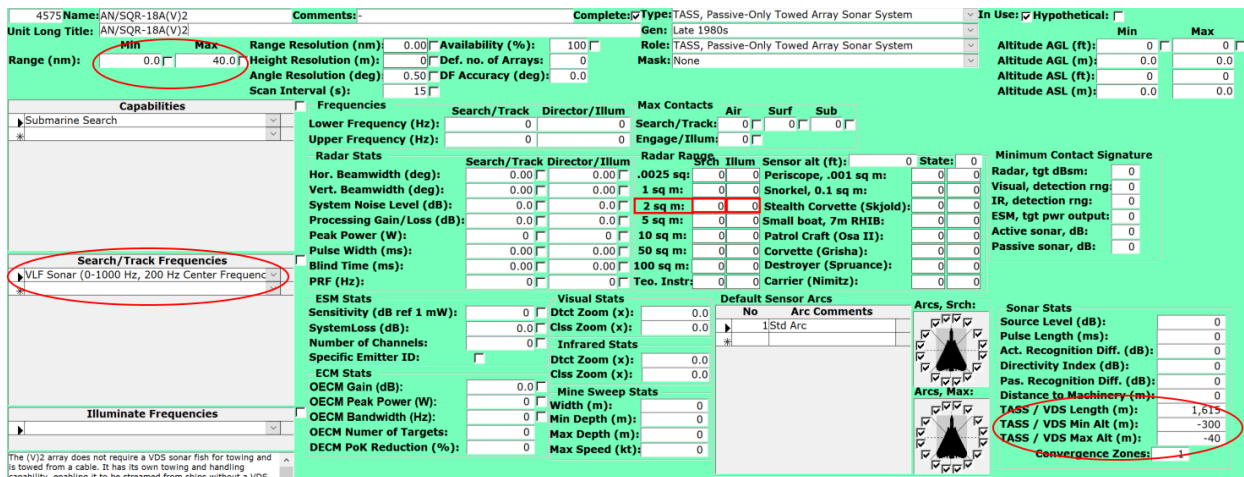 4575 Name: AN/SQR-18A(V)2 Comments: - Complete: Type: TASS, Passive-Only Towed Array Sonar System In Use: Hypothetical:
Unit Long Title: AN/SQR-18A(V)2 Gen: Late 1980s Min Max
Min Max Range Resolution (nm): 0.00 Availability (%): 100 Role: TASS, Passive-Only Towed Array Sonar System Altitude AGL (ft): 0 0
Range (nm): 0.0 40.0 Height Resolution (m): 0 Def. no of Arrays: 0 Mask: None Altitude AGL (m): 0.0 0.0
Angle Resolution (deg): 0.50 DF Accuracy (deg): 0.0 Altitude ASL (ft): 0 0
Scan Interval (s): 15 Altitude ASL (m): 0.0 0.0
Capabilities
Submarine Search
Frequencies Search/Track Director/Illum
Lower Frequency (Hz): 0 0
Upper Frequency (Hz): 0 0
Max Contacts Air Surf Sub
Search/Track: 0 0 0
Engage/Illum: 0
Radar Stats Search/Track Director/Illum
Hor. Beamwidth (deg): 0.00 0.00
Vert. Beamwidth (deg): 0.00 0.00
System Noise Level (dB): 0.0 0.0
Processing Gain/Loss (dB): 0.0 0.0
Peak Power (W): 0 0
Pulse Width (ms): 0.00 0.00
Blind Time (ms): 0.00 0.00
PRF (Hz): 0 0
Radar Range Srch Illum Sensor alt (ft): 0 State: 0
.0025 sq: 0 0 Periscope, .001 sq m: 0 0
1 sq m: 0 0 Snorkel, 0.1 sq m: 0 0
2 sq m: 0 0 Stealth Corvette (Skjold): 0 0
5 sq m: 0 0 Small boat, 7m RHIB: 0 0
10 sq m: 0 0 Patrol Craft (Osa II): 0 0
50 sq m: 0 0 Corvette (Grisha): 0 0
100 sq m: 0 0 Destroyer (Spruance): 0 0
Teo. Instr: 0 0 Carrier (Nimitz): 0 0
Minimum Contact Signature
Radar, tgt dBsm: 0
Visual, detection rng: 0
IR, detection rng: 0
ESM, tgt pwr output: 0
Active sonar, dB: 0
Passive sonar, dB: 0
Search/Track Frequencies
VLF Sonar (0-1000 Hz, 200 Hz Center Frequenc
ESM Stats
Sensitivity (dB ref 1 mW): 0
SystemLoss (dB): 0.0
Number of Channels: 0
Specific Emitter ID:
ECM Stats
OECM Gain (dB): 0.0
OECM Peak Power (W): 0
OECM Bandwidth (Hz): 0
OECM Numer of Targets: 0
DECM PoK Reduction (%): 0
Visual Stats
Dtct Zoom (x): 0.0
Clss Zoom (x): 0.0
Infrared Stats
Dtct Zoom (x): 0.0
Clss Zoom (x): 0.0
Mine Sweep Stats
Width (m): 0
Min Depth (m): 0
Max Depth (m): 0
Max Speed (kt): 0
Default Sensor Arcs
No Arc Comments
1 Std Arc
Arcs, Srch:
Arcs, Max:
Sonar Stats
Source Level (dB): 0
Pulse Length (ms): 0
Act. Recognition Diff. (dB): 0
Directivity Index (dB): 0
Pas. Recognition Diff. (dB): 0
Distance to Machinery (m): 0
TASS / VDS Length (m): 1,615
TASS / VDS Min Alt (m): -300
TASS / VDS Max Alt (m): -40
Convergence Zones: 1
Illuminate Frequencies
The (V)2 array does not require a VDS sonar fish for towing and
is towed from a cable. It has its own towing and handling
capability, enabling it to be streamed from ships without a VDS